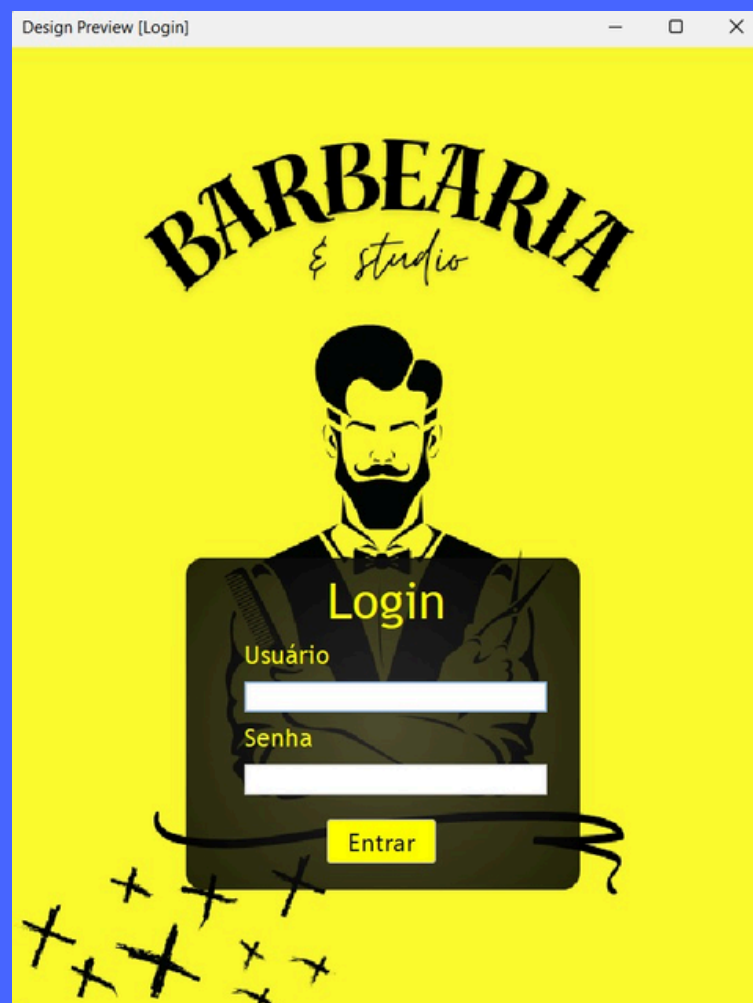 Design Preview [Login]
BARBEARIA
& studio
Login
Usuário
Senha
Entrar